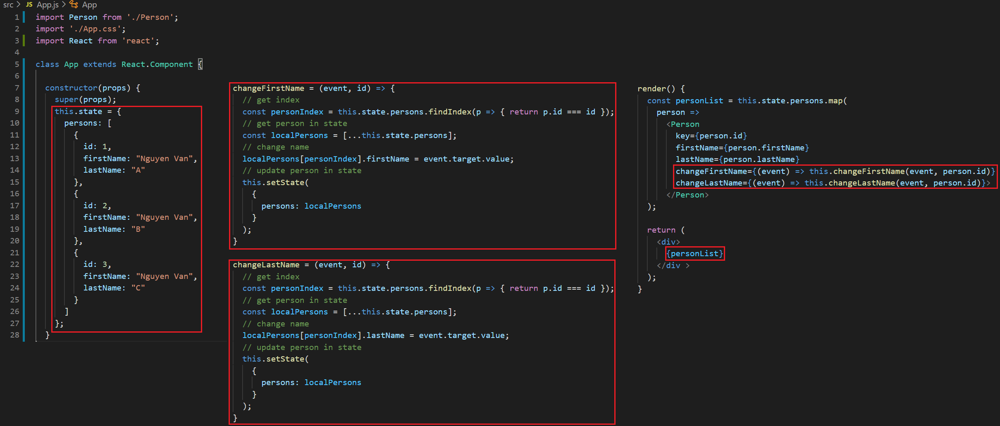 src > JS App.js > App
1 import Person from './Person';
2 import './App.css';
3 import React from 'react';
4
5 class App extends React.Component {
6
7 constructor(props) {
8 super(props);
9 this.state = {
10 persons: [
11 {
12 id: 1,
13 firstName: "Nguyen Van",
14 lastName: "A"
15 },
16 {
17 id: 2,
18 firstName: "Nguyen Van",
19 lastName: "B"
20 },
21 {
22 id: 3,
23 firstName: "Nguyen Van",
24 lastName: "C"
25 }
26 ]
27 };
28 }
changeFirstName = (event, id) => {
// get index
const personIndex = this.state.persons.findIndex(p => { return p.id === id });
// get person in state
const localPersons = [...this.state.persons];
// change name
localPersons[personIndex].firstName = event.target.value;
// update person in state
this.setState(
{
persons: localPersons
}
);
}
changeLastName = (event, id) => {
// get index
const personIndex = this.state.persons.findIndex(p => { return p.id === id });
// get person in state
const localPersons = [...this.state.persons];
// change name
localPersons[personIndex].lastName = event.target.value;
// update person in state
this.setState(
{
persons: localPersons
}
);
}
render() {
const personList = this.state.persons.map(
person =>
<Person
key={person.id}
firstName={person.firstName}
lastName={person.lastName}
changeFirstName={(event) => this.changeFirstName(event, person.id)}
changeLastName={(event) => this.changeLastName(event, person.id)}>
</Person>
);
return (
<div>
{personList}
</div >
);
}